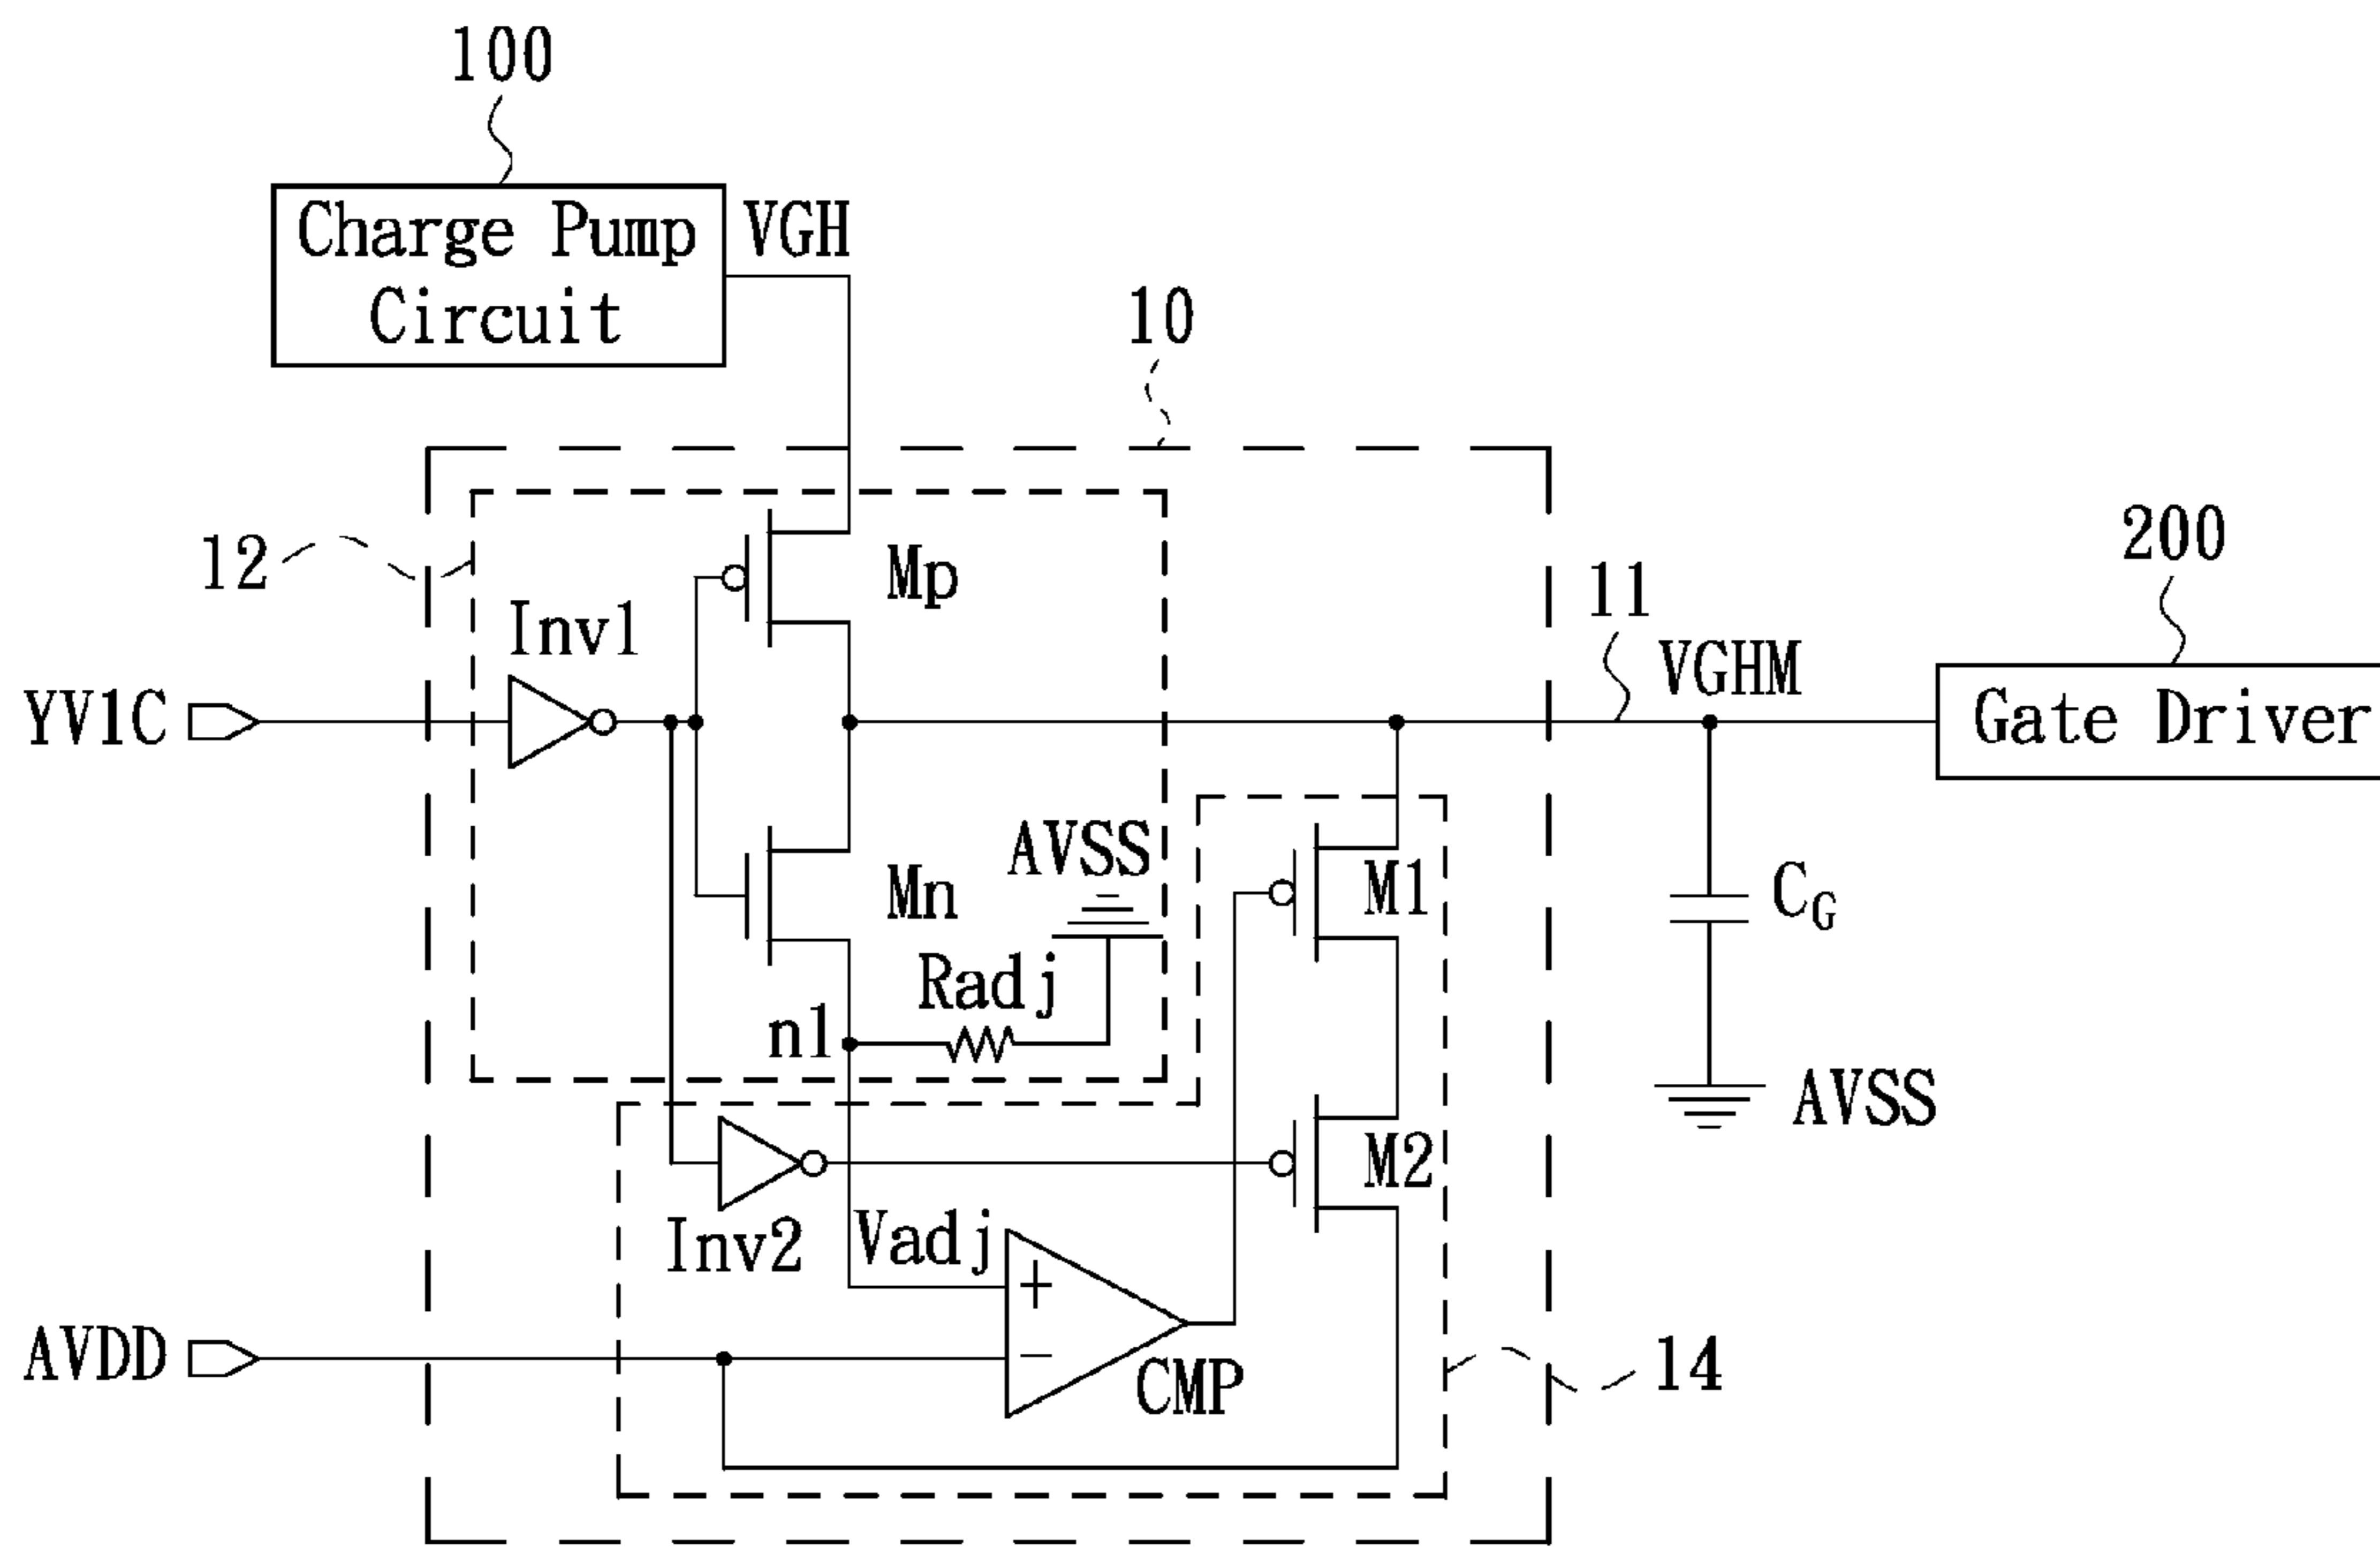 100
Charge Pump
Circuit
VGH
10
12
Mp
Inv1
YV1C
11
VGHM
200
Gate Driver
AVSS
Mn
M1
CG
Radj
n1
AVSS
M2
Inv2
Vadj
+
−
AVDD
CMP
14